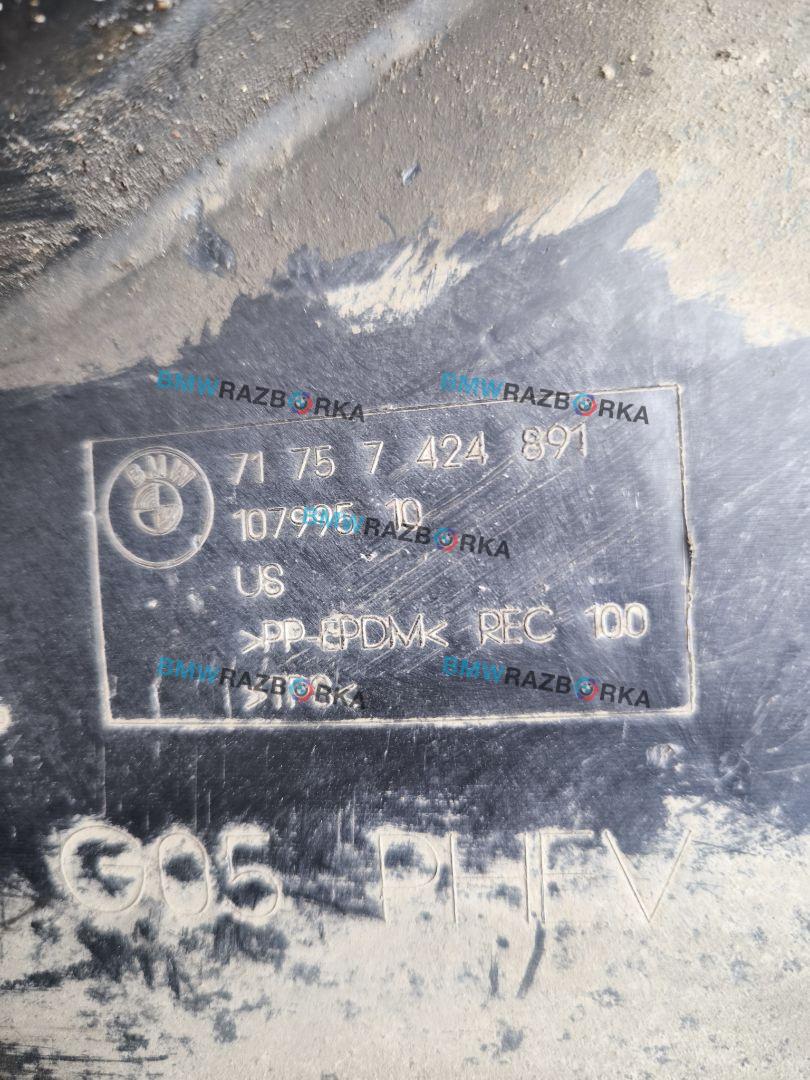 BMWRAZBORKA BMWRAZBORKA
BMW
71 75 7 424 891
107995 10
BMWRAZBORKA
US
>PP-EPDM< REC 100
BMWRAZBORKA BMWRAZBORKA
G05 PHEV